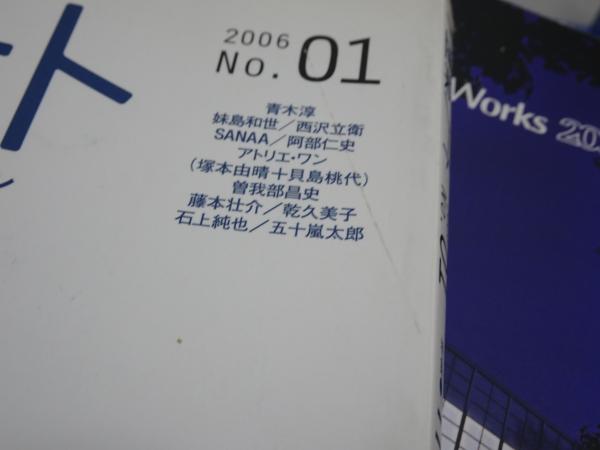 ト
2006
No. 01
青木淳
妹島和世／西沢立衛
SANAA／阿部仁史
アトリエ・ワン
(塚本由晴＋貝島桃代)
曽我部昌史
藤本壮介／乾久美子
石上純也／五十嵐太郎
Works